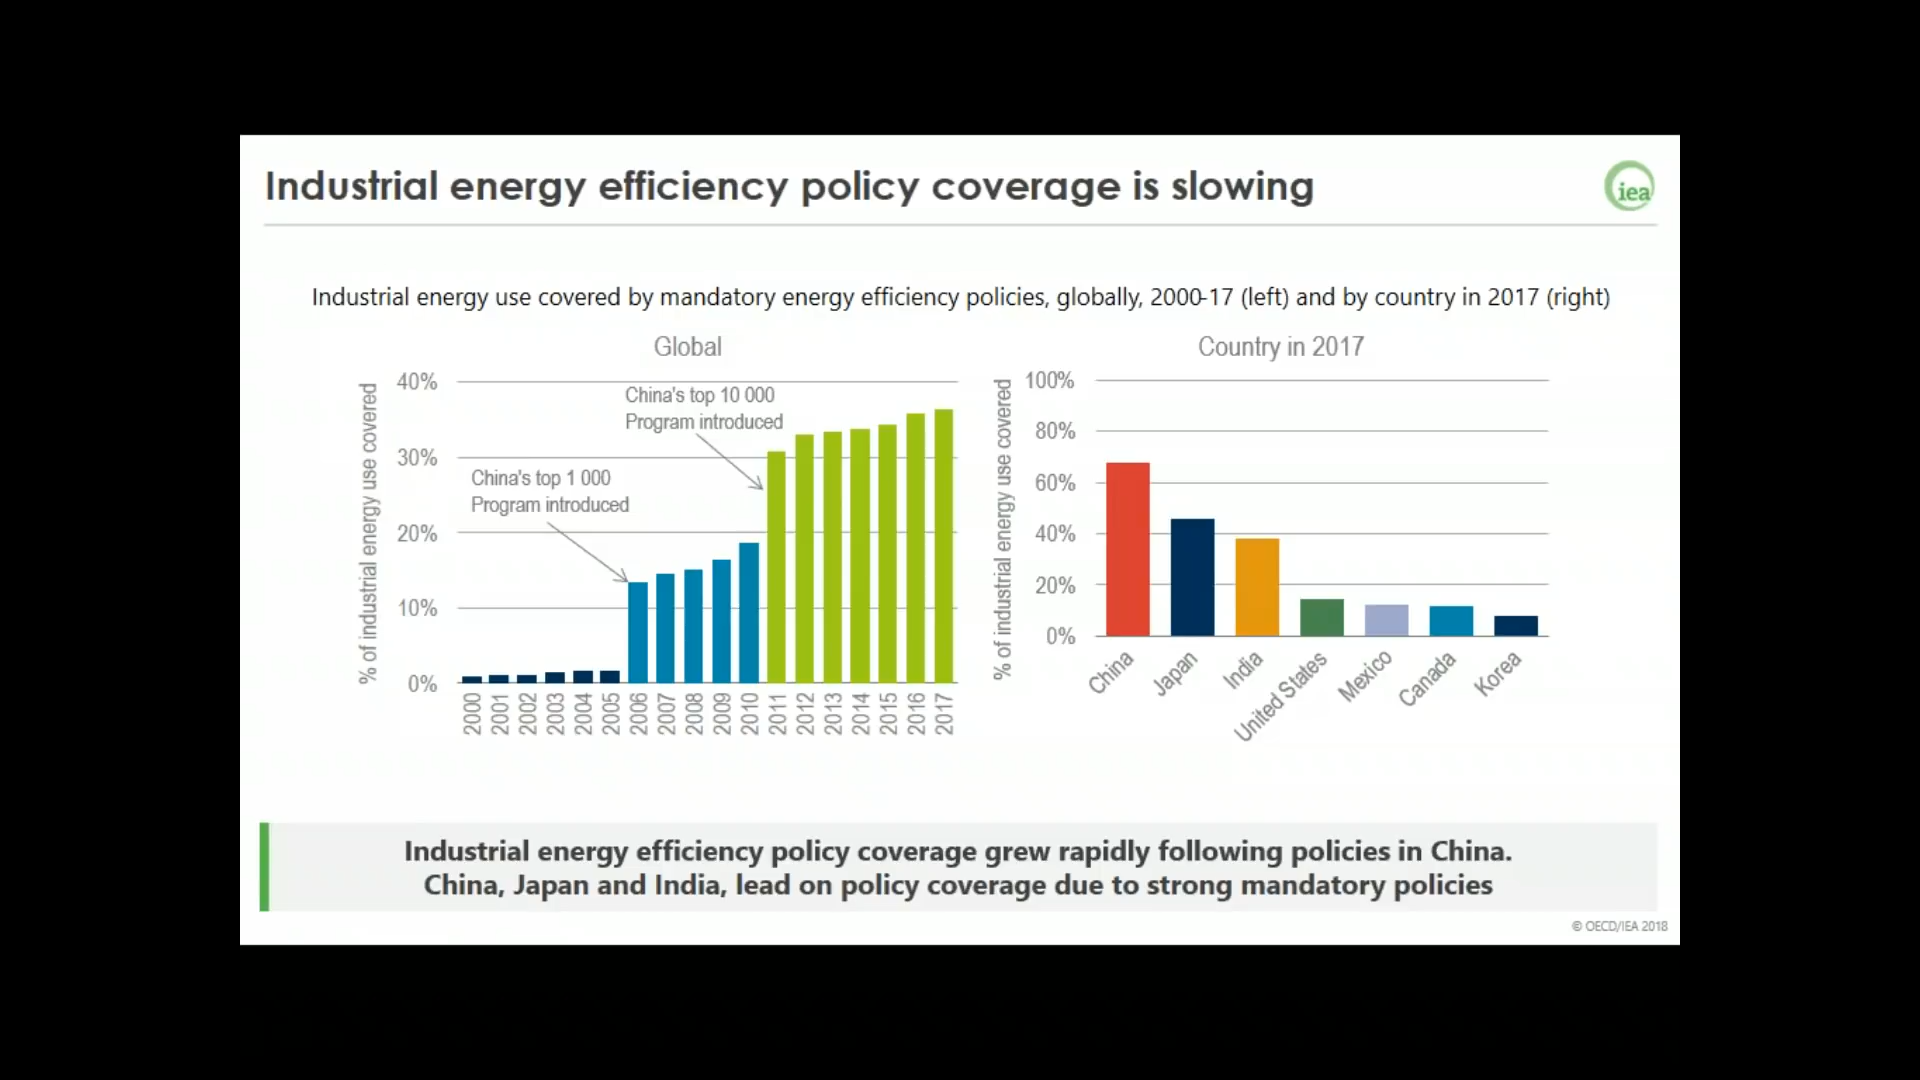 Industrial energy efficiency policy coverage is slowing
iea
Industrial energy use covered by mandatory energy efficiency policies, globally, 2000-17 (left) and by country in 2017 (right)
Global
% of industrial energy use covered
40%
30%
20%
10%
0%
China's top 1 000
Program introduced
China's top 10 000
Program introduced
2000
2001
2002
2003
2004
2005
2006
2007
2008
2009
2010
2011
2012
2013
2014
2015
2016
2017
Country in 2017
% of industrial energy use covered
100%
80%
60%
40%
20%
0%
China
Japan
India
United States
Mexico
Canada
Korea
Industrial energy efficiency policy coverage grew rapidly following policies in China.
China, Japan and India, lead on policy coverage due to strong mandatory policies
© OECD/IEA 2018